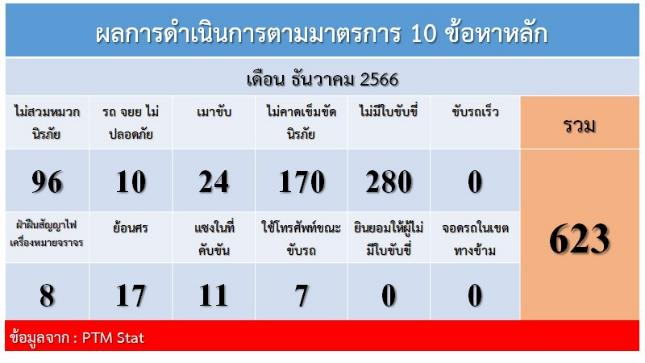 ผลการดำเนินการตามมาตรการ 10 ข้อหาหลัก
เดือน ธันวาคม 2566
ไม่สวมหมวก
นิรภัย
รถ จยย ไม่
ปลอดภัย
เมาขับ
ไม่คาดเข็มขัด
นิรภัย
ไม่มีใบขับขี่
ขับรถเร็ว
รวม
96
10
24
170
280
0
623
ฝ่าฝืนสัญญาไฟ
เครื่องหมายจราจร
ย้อนศร
แซงในที่
คับขัน
ใช้โทรศัพท์ขณะ
ขับรถ
ยินยอมให้ผู้ไม่
มีใบขับขี่
จอดรถในเขต
ทางข้าม
8
17
11
7
0
0
ข้อมูลจาก : PTM Stat